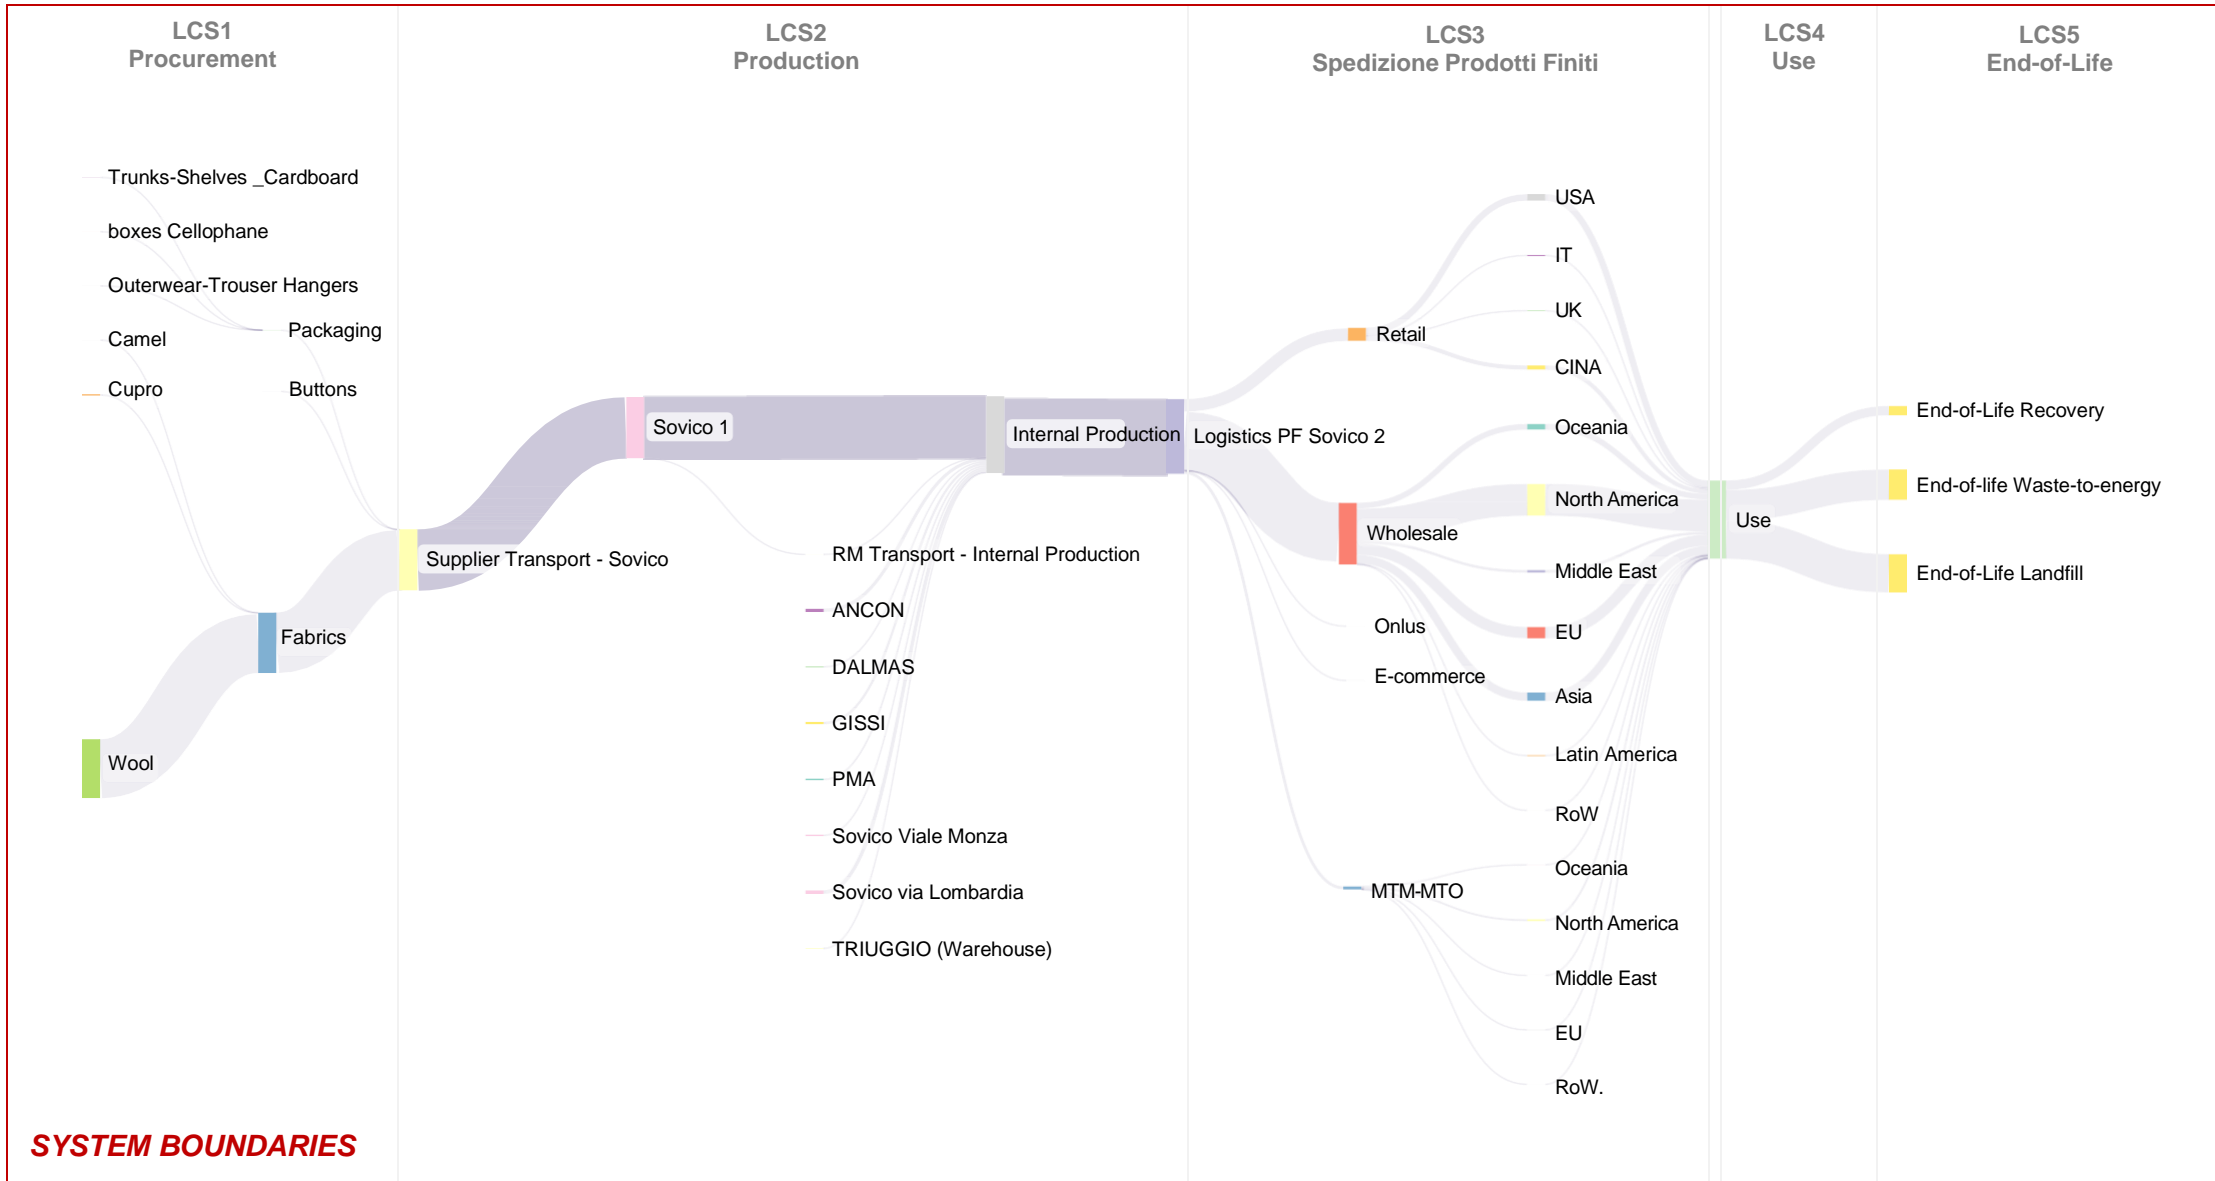 LCS1
Procurement
LCS2
Production
LCS3
Spedizione Prodotti Finiti
LCS4
Use
LCS5
End-of-Life
Trunks-Shelves _Cardboard
boxes Cellophane
Outerwear-Trouser Hangers
Camel
Packaging
Cupro
Buttons
Fabrics
Wool
Supplier Transport - Sovico
Sovico 1
Internal Production
RM Transport - Internal Production
ANCON
DALMAS
GISSI
PMA
Sovico Viale Monza
Sovico via Lombardia
TRIUGGIO (Warehouse)
Logistics PF Sovico 2
Retail
Wholesale
Onlus
E-commerce
MTM-MTO
USA
IT
UK
CINA
Oceania
North America
Middle East
EU
Asia
Latin America
RoW
Oceania
North America
Middle East
EU
RoW.
Use
End-of-Life Recovery
End-of-life Waste-to-energy
End-of-Life Landfill
SYSTEM BOUNDARIES